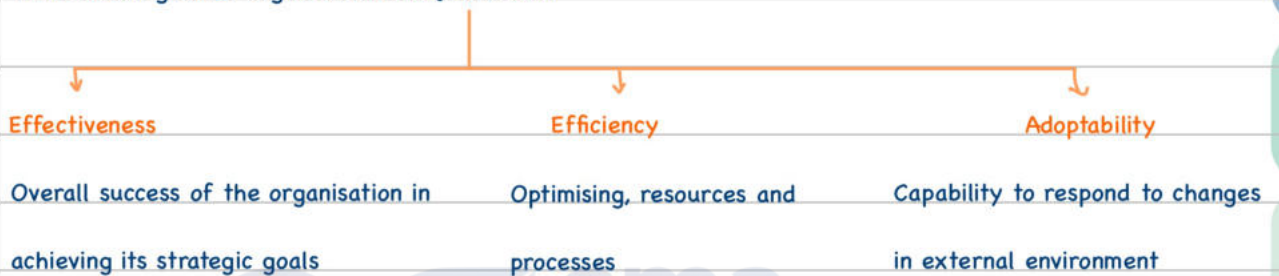 Effectiveness
Efficiency
Adoptability
Overall success of the organisation in
achieving its strategic goals
Optimising, resources and
processes
Capability to respond to changes
in external environment